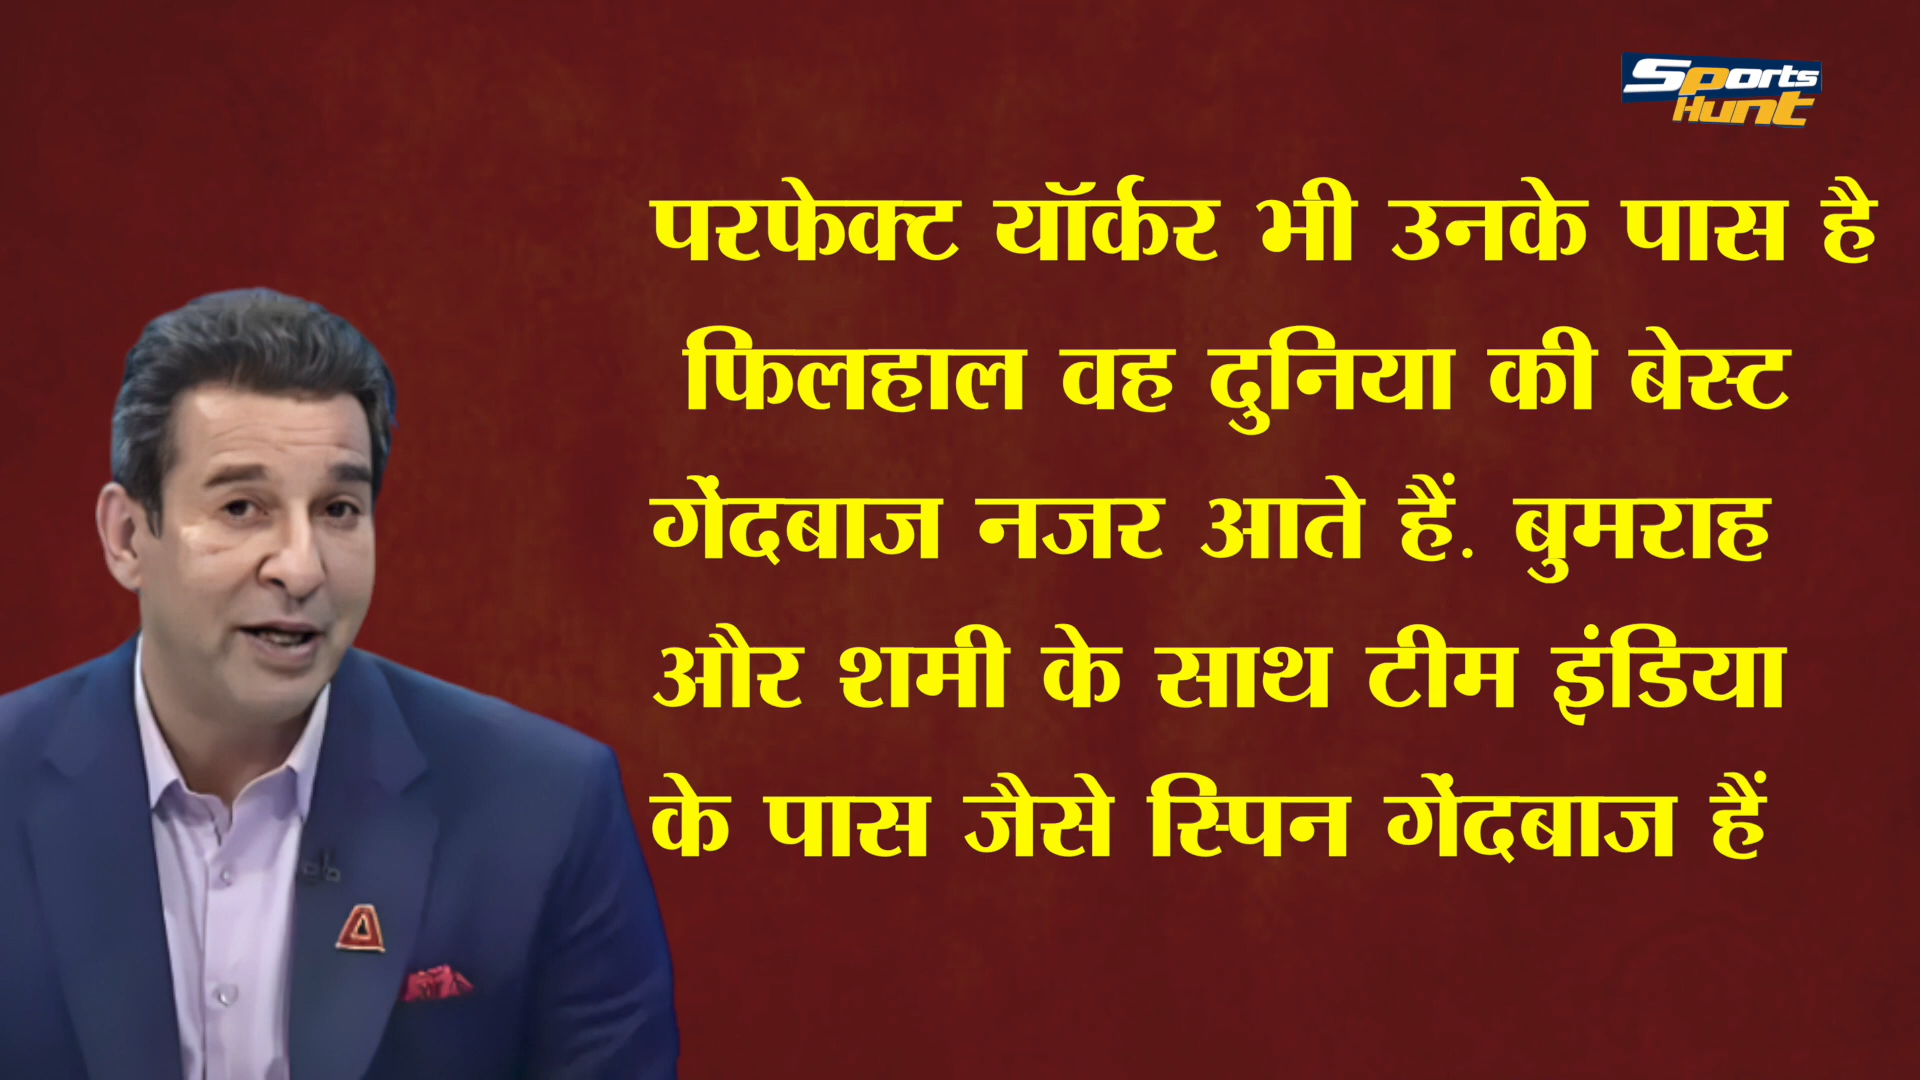 Sports
Hunt
परफेक्ट यॉर्कर भी उनके पास है
फिलहाल वह दुनिया की बेस्ट
गेंदबाज नजर आते हैं. बुमराह
और शमी के साथ टीम इंडिया
के पास जैसे स्पिन गेंदबाज हैं